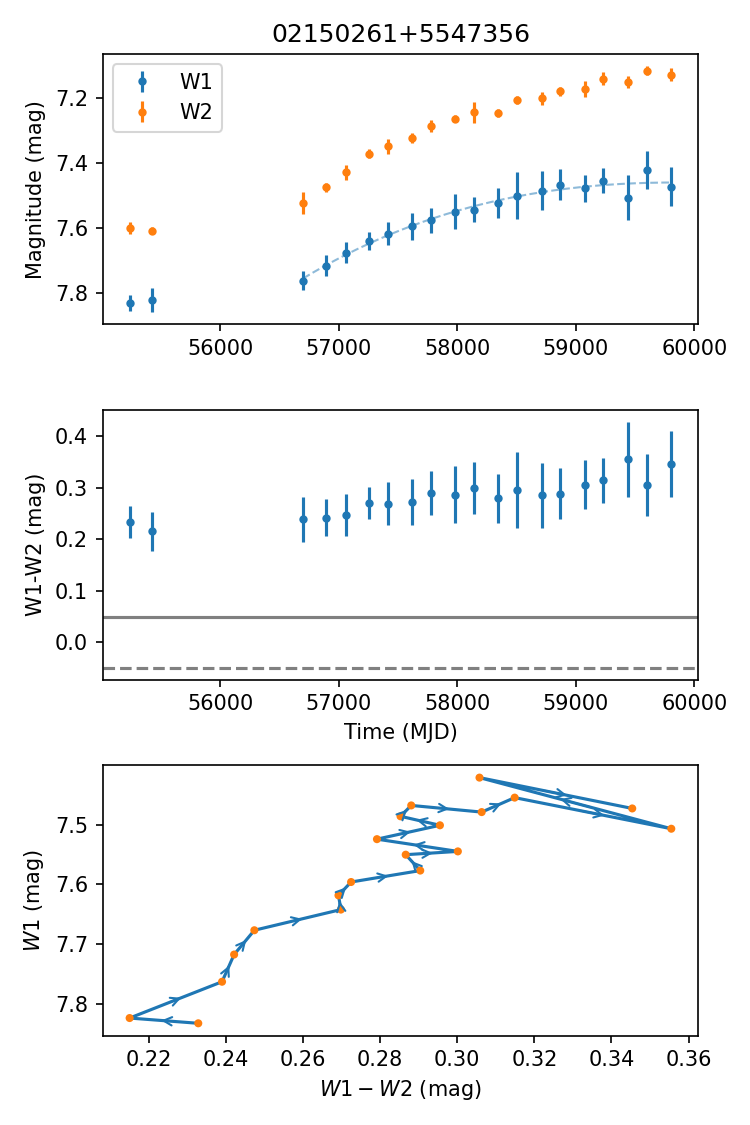 02150261+5547356
W1
W2
Magnitude (mag)
7.2
7.4
7.6
7.8
56000 57000 58000 59000 60000
W1-W2 (mag)
0.4
0.3
0.2
0.1
0.0
56000 57000 58000 59000 60000
Time (MJD)
W1 (mag)
7.5
7.6
7.7
7.8
0.22 0.24 0.26 0.28 0.30 0.32 0.34 0.36
W1 − W2 (mag)